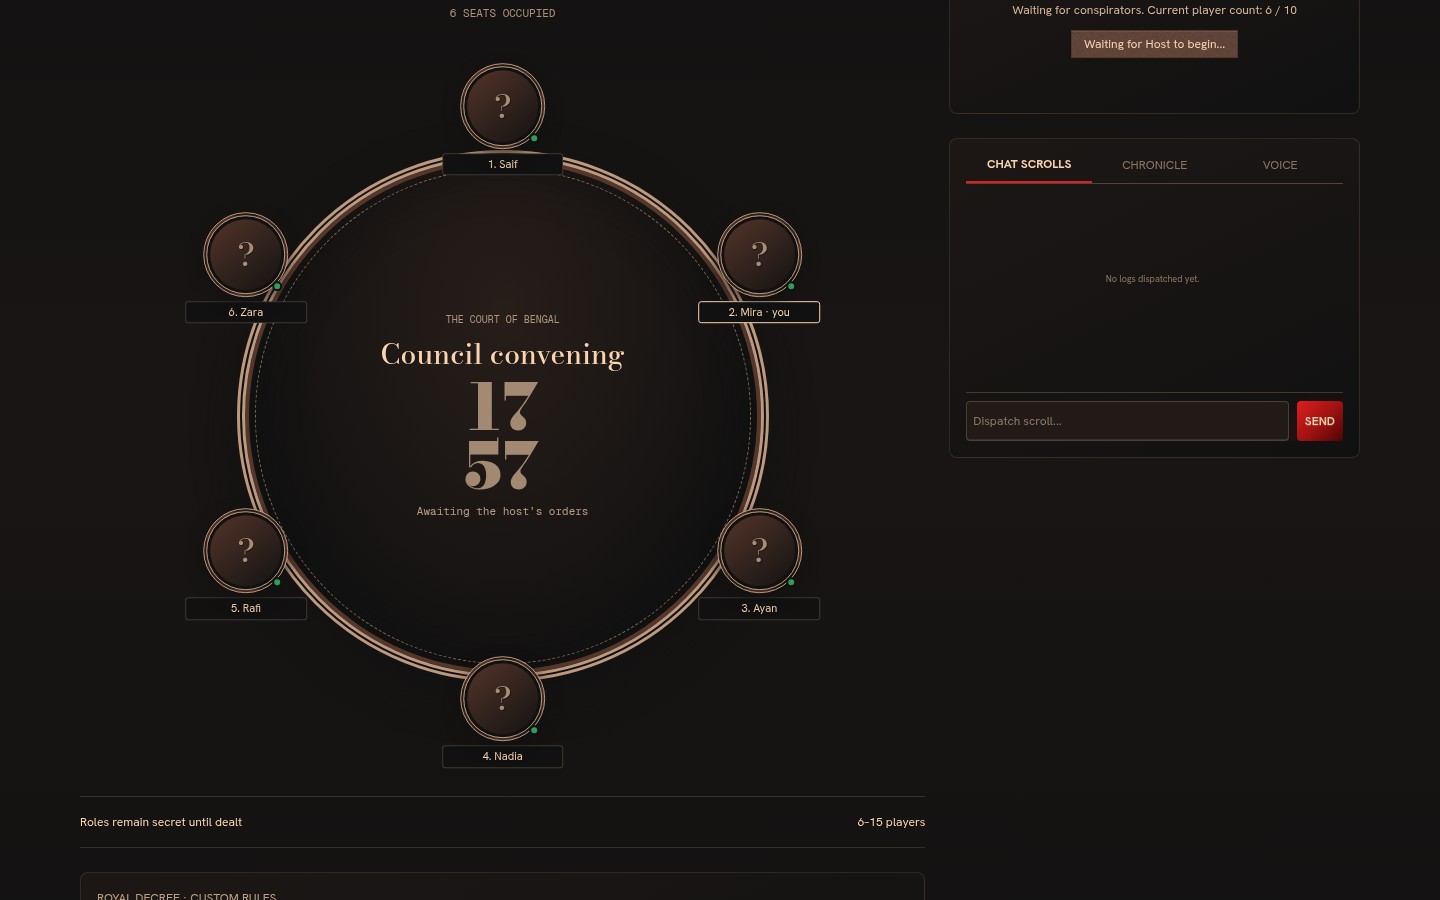 6 SEATS OCCUPIED
?
1. Saif
?
6. Zara
?
2. Mira · you
THE COURT OF BENGAL
Council convening
17
57
Awaiting the host's orders
?
5. Rafi
?
3. Ayan
?
4. Nadia
Roles remain secret until dealt
6–15 players
ROYAL DECREE · CUSTOM RULES
Waiting for conspirators. Current player count: 6 / 10
Waiting for Host to begin...
CHAT SCROLLS
CHRONICLE
VOICE
No logs dispatched yet.
Dispatch scroll...
SEND